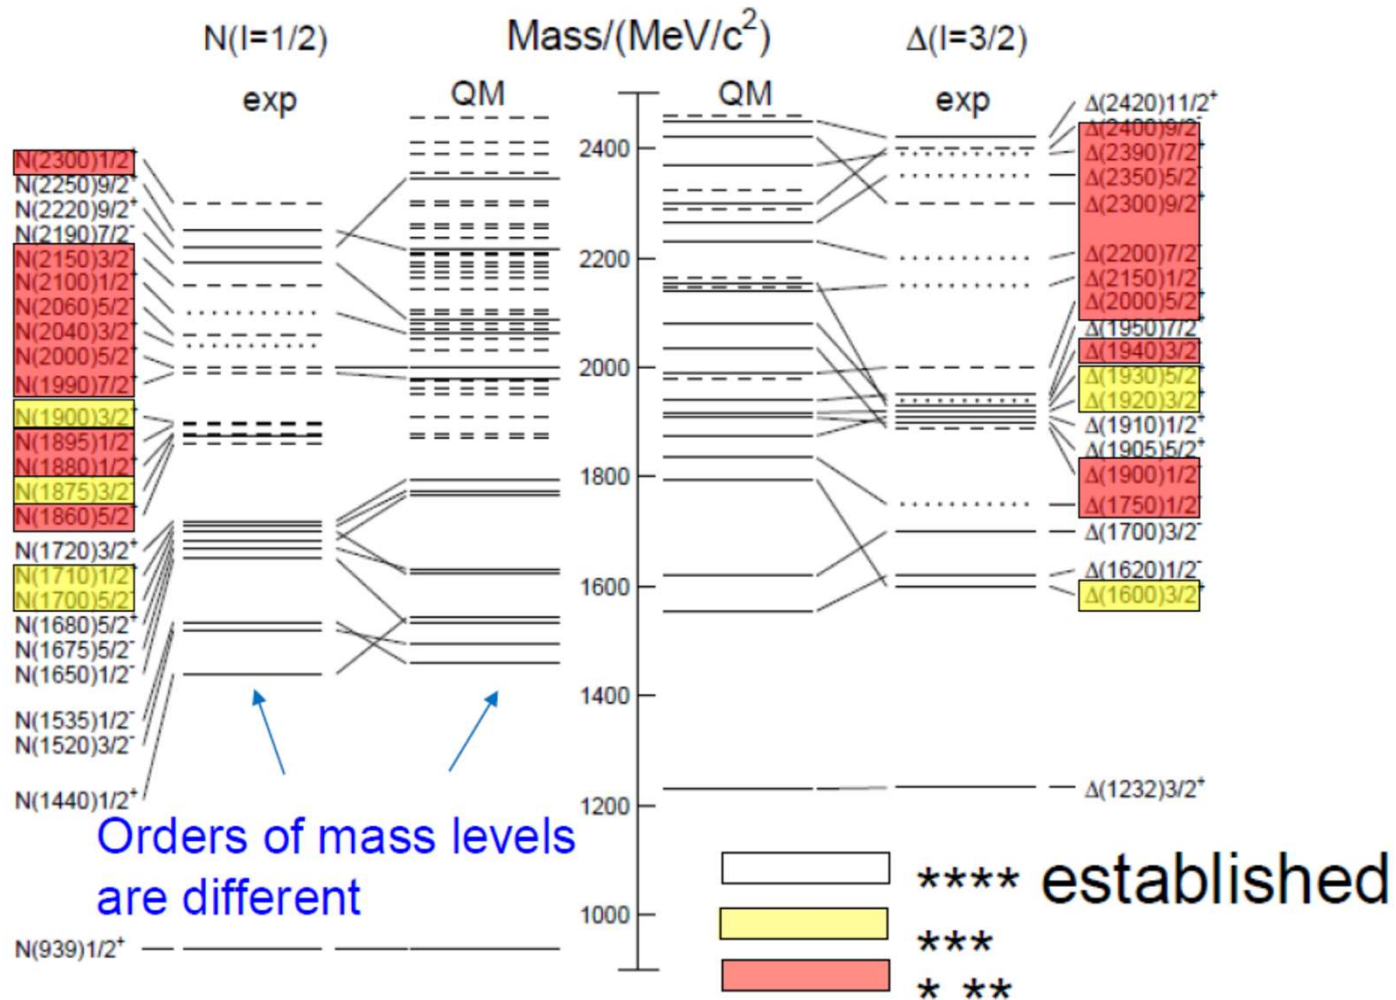 N(I=1/2)
Mass/(MeV/c²)
Δ(I=3/2)
exp
QM
QM
exp
N(2300)1/2⁺
N(2250)9/2⁻
N(2220)9/2⁺
N(2190)7/2⁻
N(2150)3/2⁻
N(2100)1/2⁺
N(2060)5/2⁻
N(2040)3/2⁺
N(2000)5/2⁺
N(1990)7/2⁺
N(1900)3/2⁺
N(1895)1/2⁻
N(1880)1/2⁺
N(1875)3/2⁻
N(1860)5/2⁺
N(1720)3/2⁺
N(1710)1/2⁺
N(1700)5/2⁻
N(1680)5/2⁺
N(1675)5/2⁻
N(1650)1/2⁻
N(1535)1/2⁻
N(1520)3/2⁻
N(1440)1/2⁺
N(939)1/2⁺
2400
2200
2000
1800
1600
1400
1200
1000
Δ(2420)11/2⁺
Δ(2400)9/2⁻
Δ(2390)7/2⁺
Δ(2350)5/2⁻
Δ(2300)9/2⁺
Δ(2200)7/2⁻
Δ(2150)1/2⁻
Δ(2000)5/2⁺
Δ(1950)7/2⁺
Δ(1940)3/2⁻
Δ(1930)5/2⁻
Δ(1920)3/2⁺
Δ(1910)1/2⁺
Δ(1905)5/2⁺
Δ(1900)1/2⁻
Δ(1750)1/2⁺
Δ(1700)3/2⁻
Δ(1620)1/2⁻
Δ(1600)3/2⁺
Δ(1232)3/2⁺
Orders of mass levels
are different
**** established
***
* **